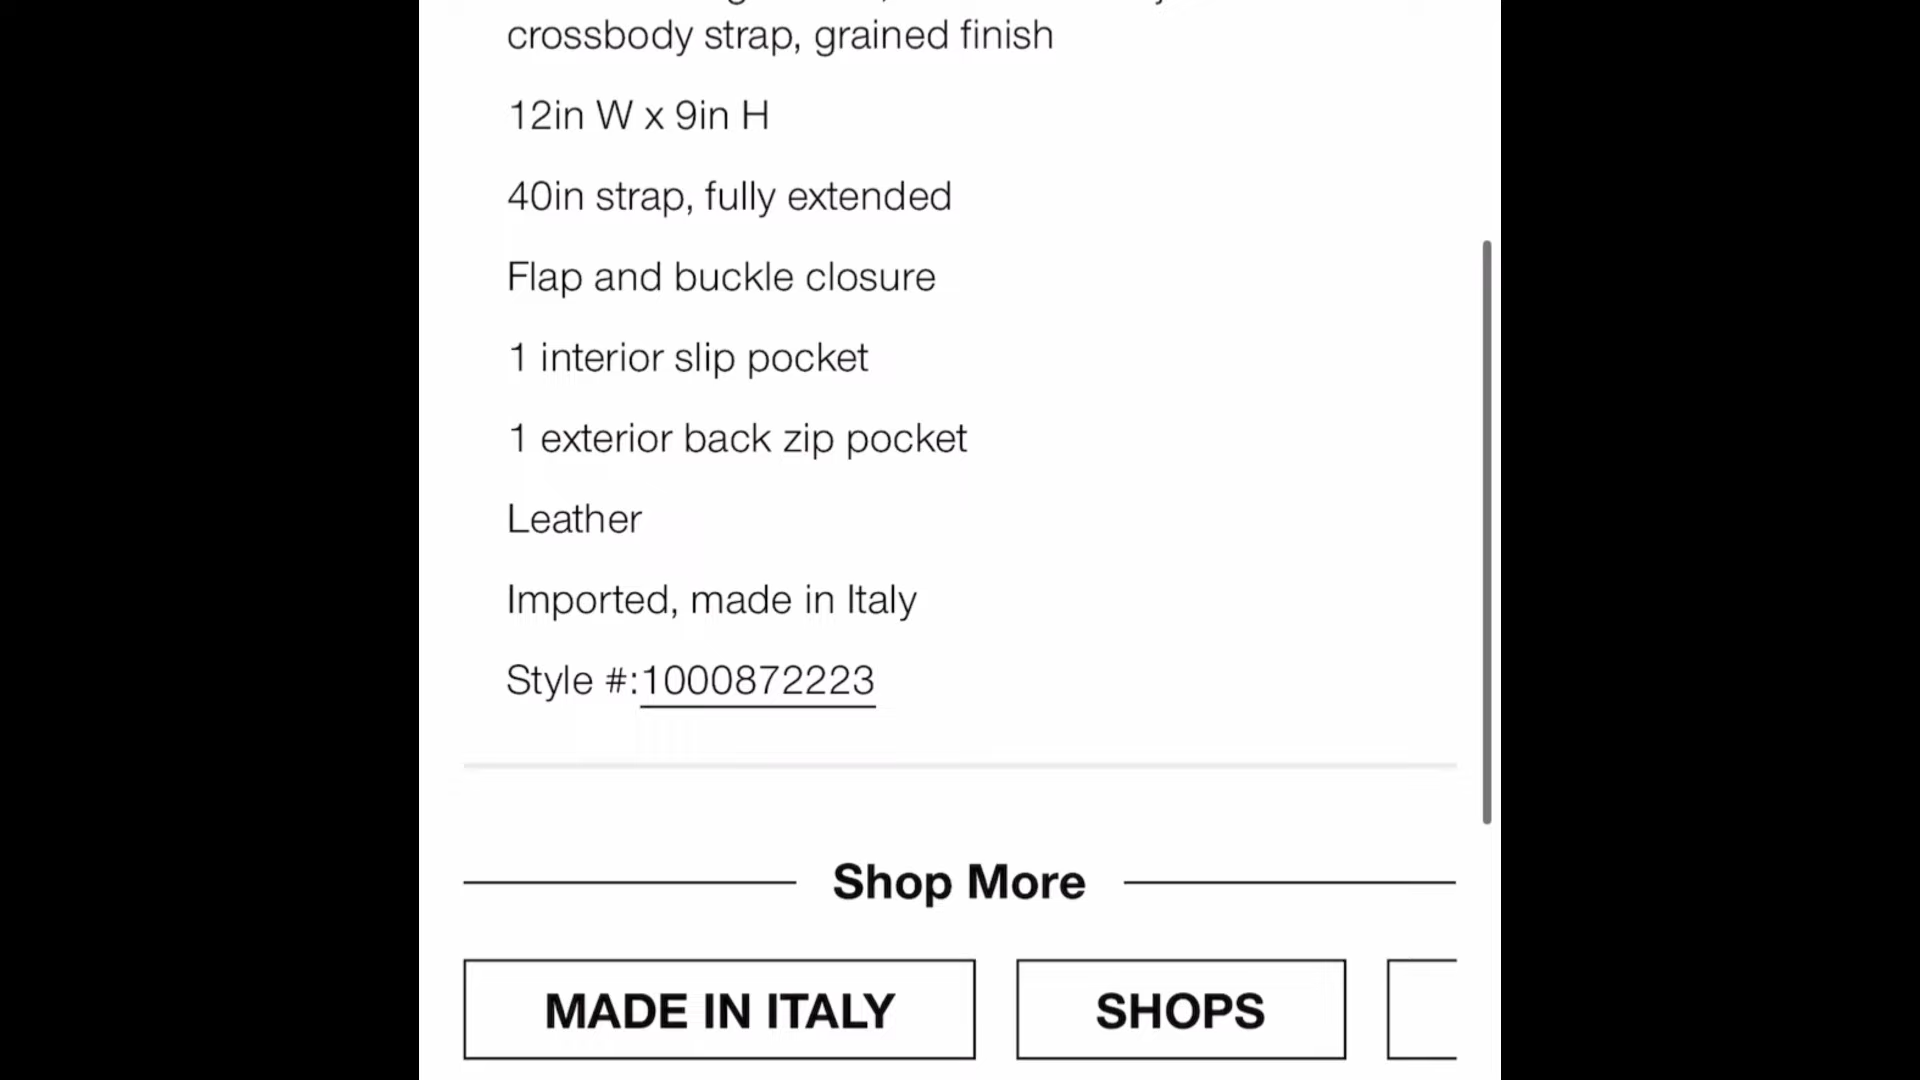 crossbody strap, grained finish
12in W x 9in H
40in strap, fully extended
Flap and buckle closure
1 interior slip pocket
1 exterior back zip pocket
Leather
Imported, made in Italy
Style #:1000872223
Shop More
MADE IN ITALY
SHOPS